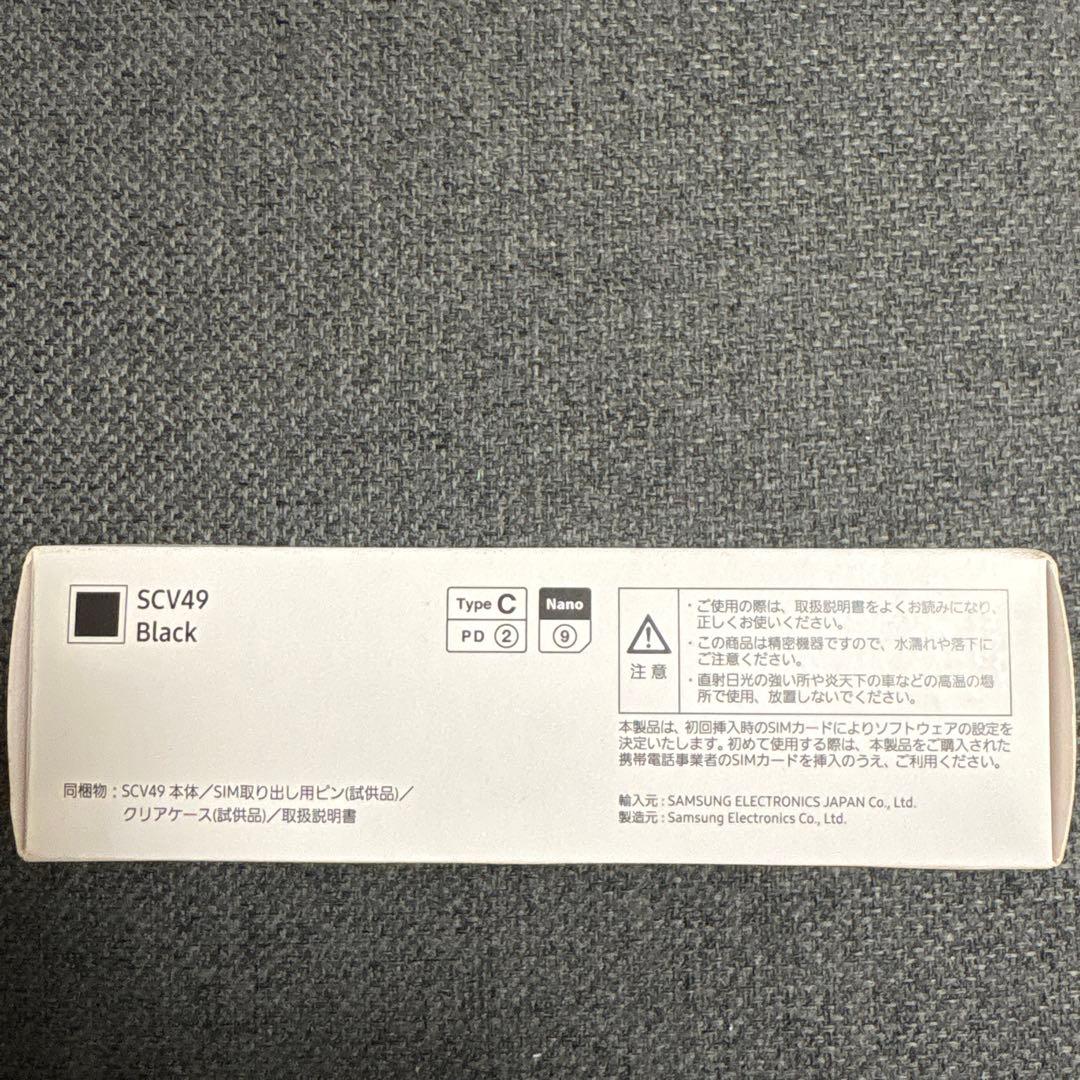 SCV49
Black
Type C
PD ②
Nano
⑨
注意
・ご使用の際は、取扱説明書をよくお読みになり、
正しくお使いください。
・この商品は精密機器ですので、水濡れや落下に
ご注意ください。
・直射日光の強い所や炎天下の車などの高温の場
所で使用、放置しないでください。
本製品は、初回挿入時のSIMカードによりソフトウェアの設定を
決定いたします。初めて使用する際は、本製品をご購入された
携帯電話事業者のSIMカードを挿入のうえ、ご利用ください。
同梱物：SCV49 本体／SIM取り出し用ピン(試供品)／
クリアケース(試供品)／取扱説明書
輸入元：SAMSUNG ELECTRONICS JAPAN Co., Ltd.
製造元：Samsung Electronics Co., Ltd.